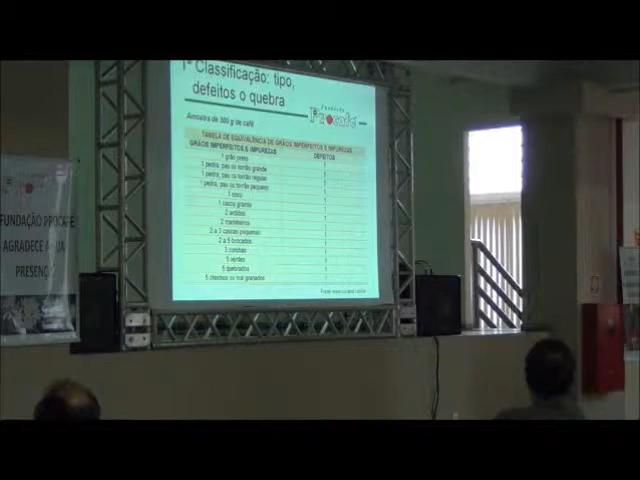 1ª Classificação: tipo,
defeitos o quebra
Fundação
Procafé
Amostra de 300 g de café
TABELA DE EQUIVALÊNCIA DE GRÃOS IMPERFEITOS E IMPUREZAS
GRÃOS IMPERFEITOS E IMPUREZAS DEFEITOS
1 grão preto
1 pedra, pau ou torrão grande
1 pedra, pau ou torrão regular
1 pedra, pau ou torrão pequeno
1 coco
1 casca grande
2 ardidos
2 marinheiros
2 a 3 cascas pequenas
2 a 5 brocados
3 conchas
5 verdes
5 quebrados
5 chochos ou mal granados
FUNDAÇÃO PROCAFÉ
AGRADECE A SUA
PRESENÇA